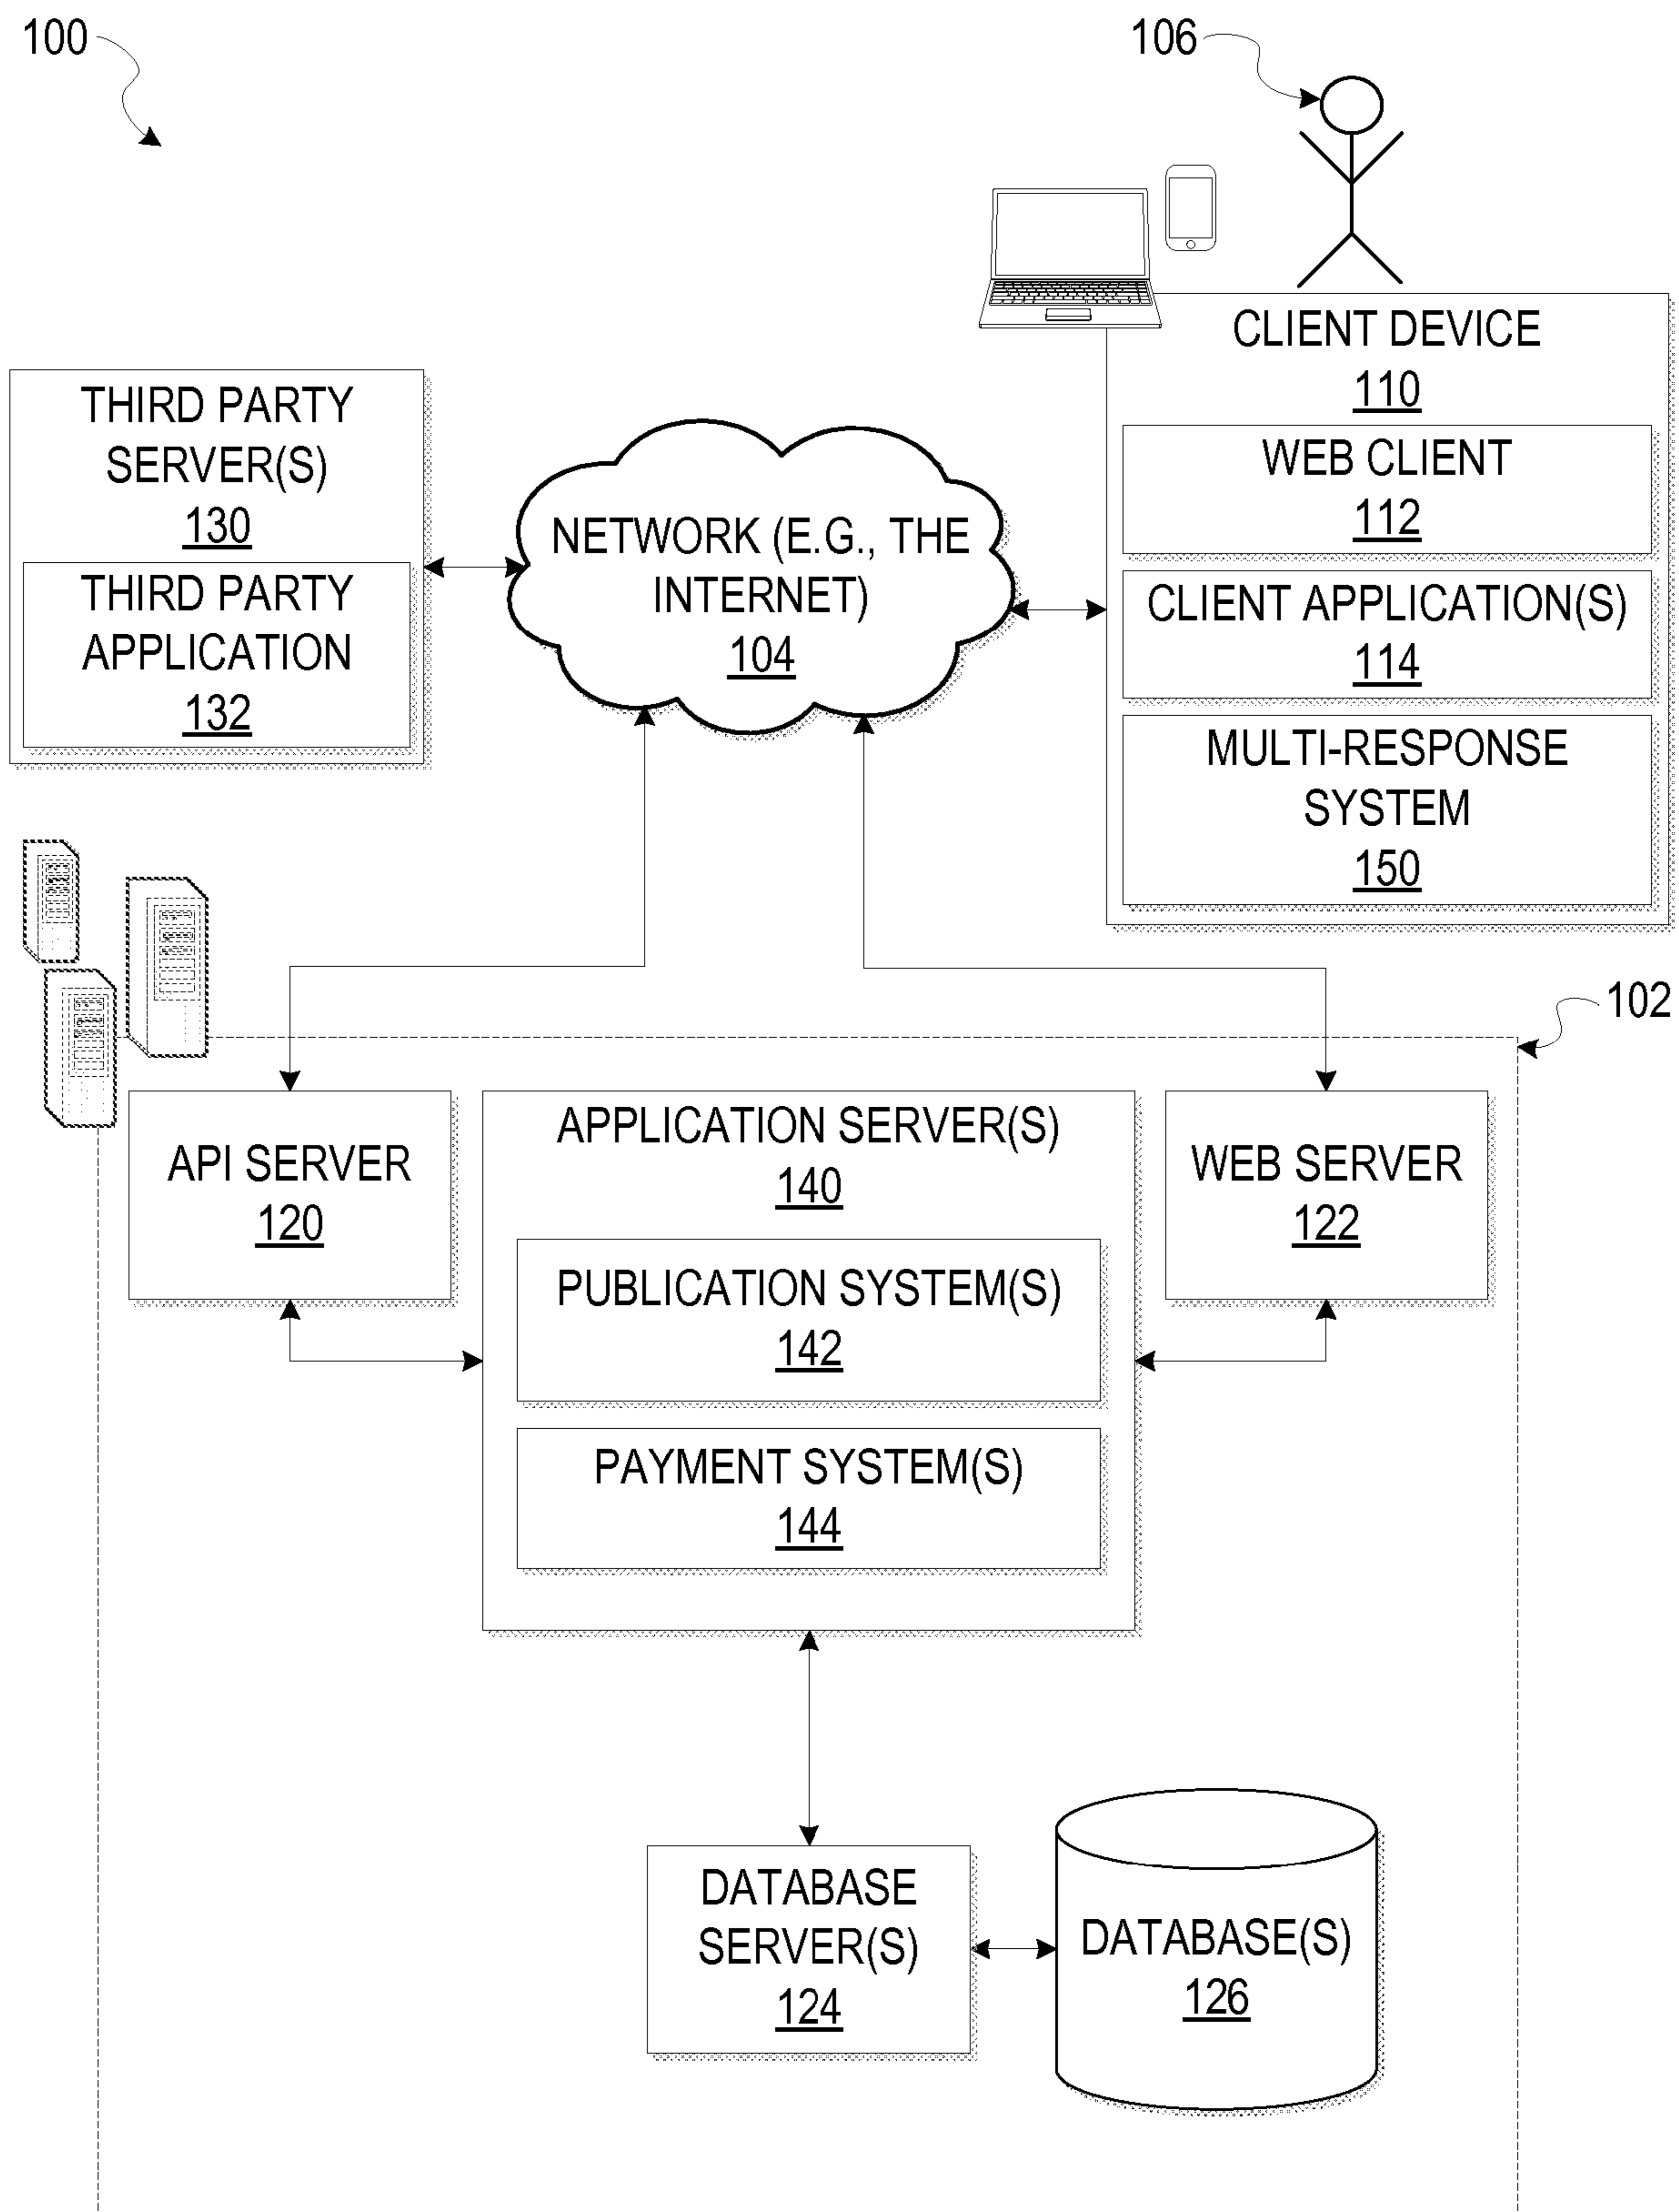 100
106
CLIENT DEVICE
110
WEB CLIENT
112
CLIENT APPLICATION(S)
114
MULTI-RESPONSE
SYSTEM
150
THIRD PARTY
SERVER(S)
130
THIRD PARTY
APPLICATION
132
NETWORK (E.G., THE
INTERNET)
104
102
API SERVER
120
APPLICATION SERVER(S)
140
PUBLICATION SYSTEM(S)
142
PAYMENT SYSTEM(S)
144
WEB SERVER
122
DATABASE
SERVER(S)
124
DATABASE(S)
126